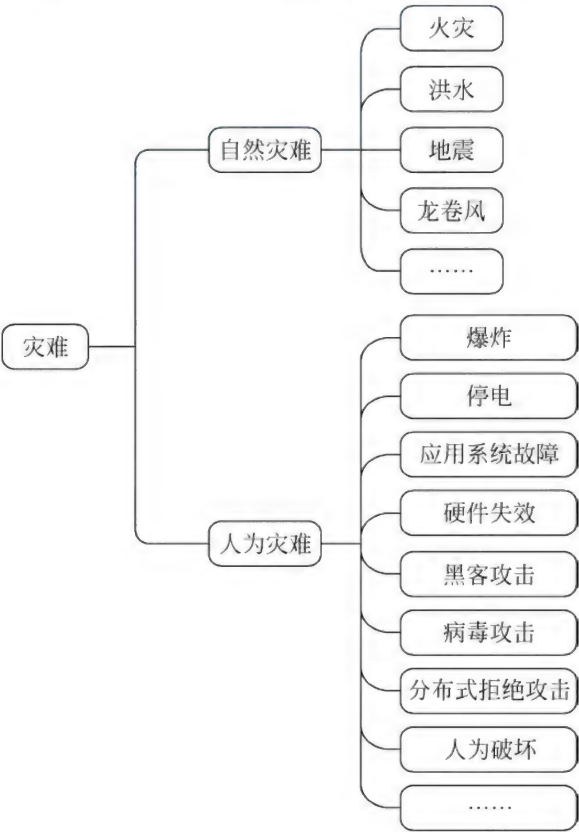 火灾
洪水
自然灾难
地震
龙卷风
……
灾难
爆炸
停电
应用系统故障
硬件失效
人为灾难
黑客攻击
病毒攻击
分布式拒绝攻击
人为破坏
……